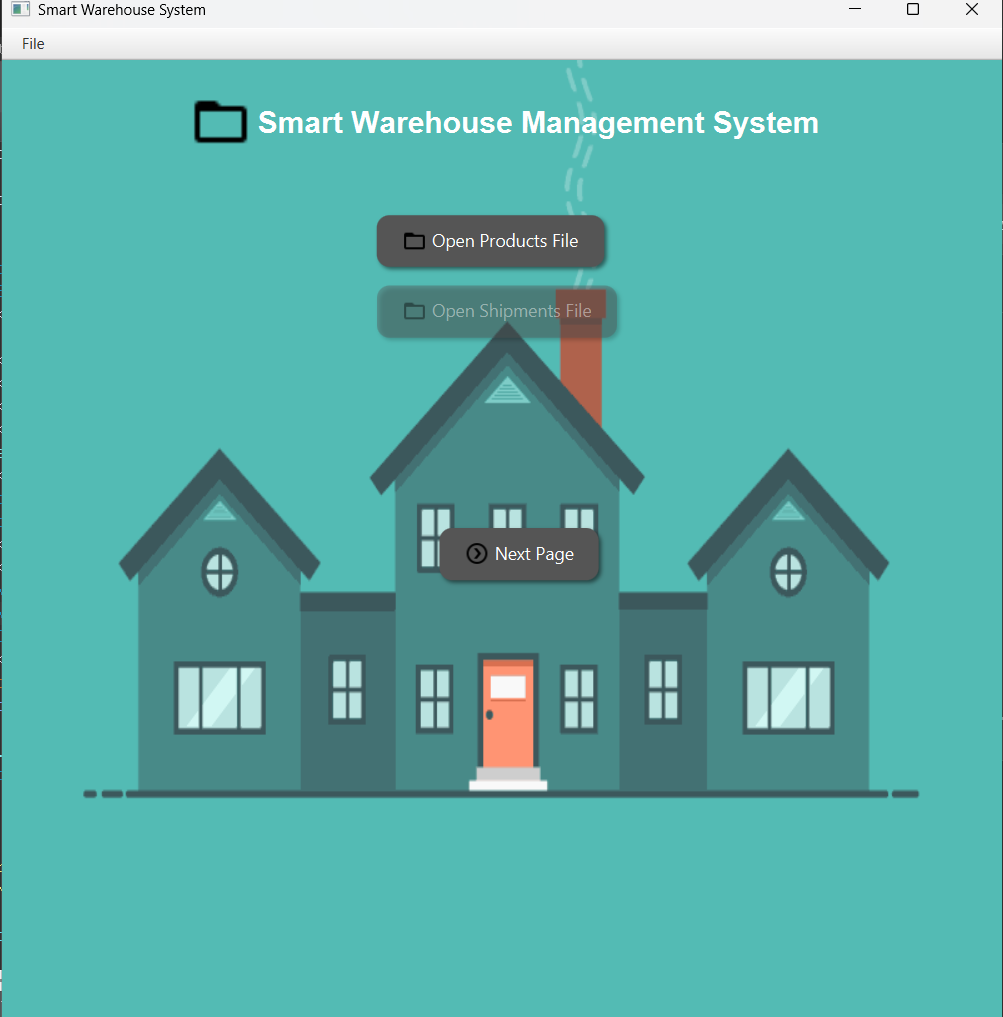 Smart Warehouse System
File
Smart Warehouse Management System
Open Products File
Open Shipments File
Next Page